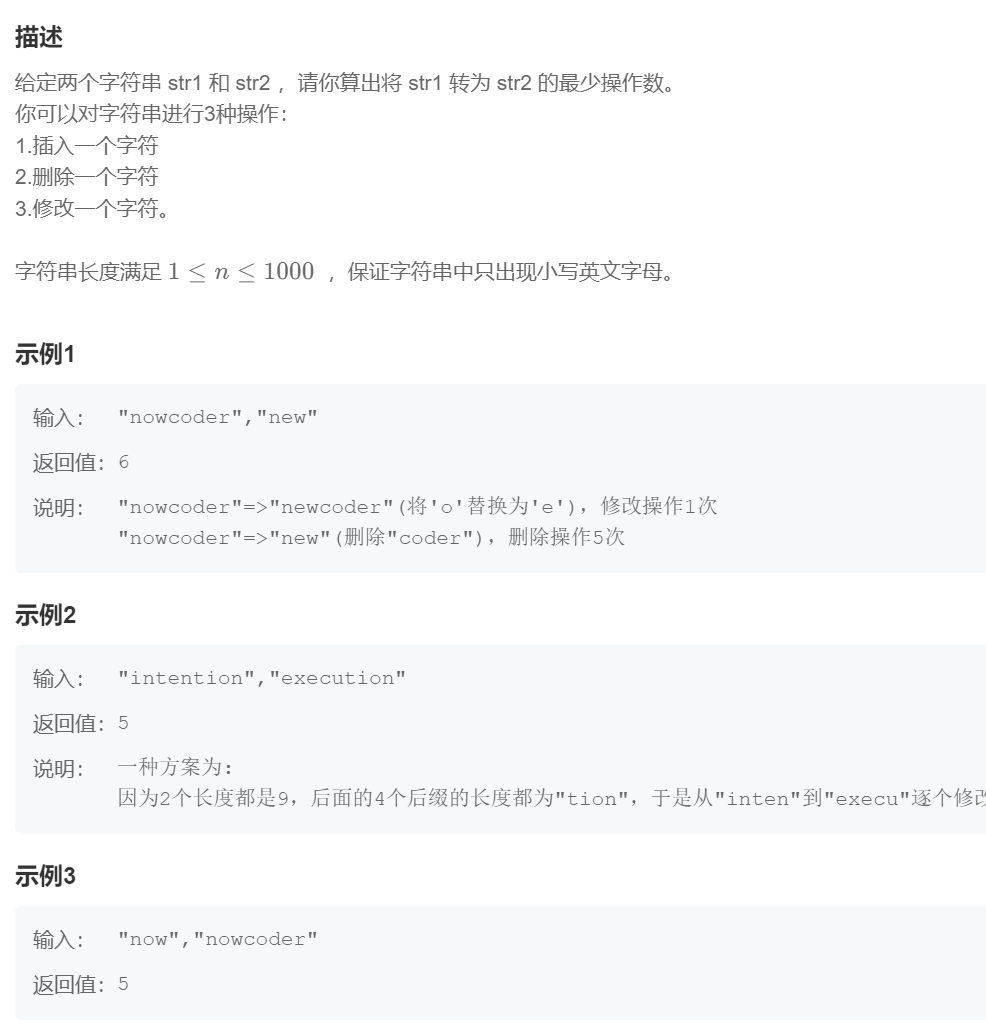 描述
给定两个字符串 str1 和 str2 ，请你算出将 str1 转为 str2 的最少操作数。
你可以对字符串进行3种操作：
1.插入一个字符
2.删除一个字符
3.修改一个字符。
字符串长度满足 1 ≤ n ≤ 1000 ，保证字符串中只出现小写英文字母。
示例1
输入： "nowcoder","new"
返回值： 6
说明： "nowcoder"=>"newcoder"(将'o'替换为'e')，修改操作1次
"nowcoder"=>"new"(删除"coder")，删除操作5次
示例2
输入： "intention","execution"
返回值： 5
说明： 一种方案为:
因为2个长度都是9，后面的4个后缀的长度都为"tion"，于是从"inten"到"execu"逐个修改
示例3
输入： "now","nowcoder"
返回值： 5